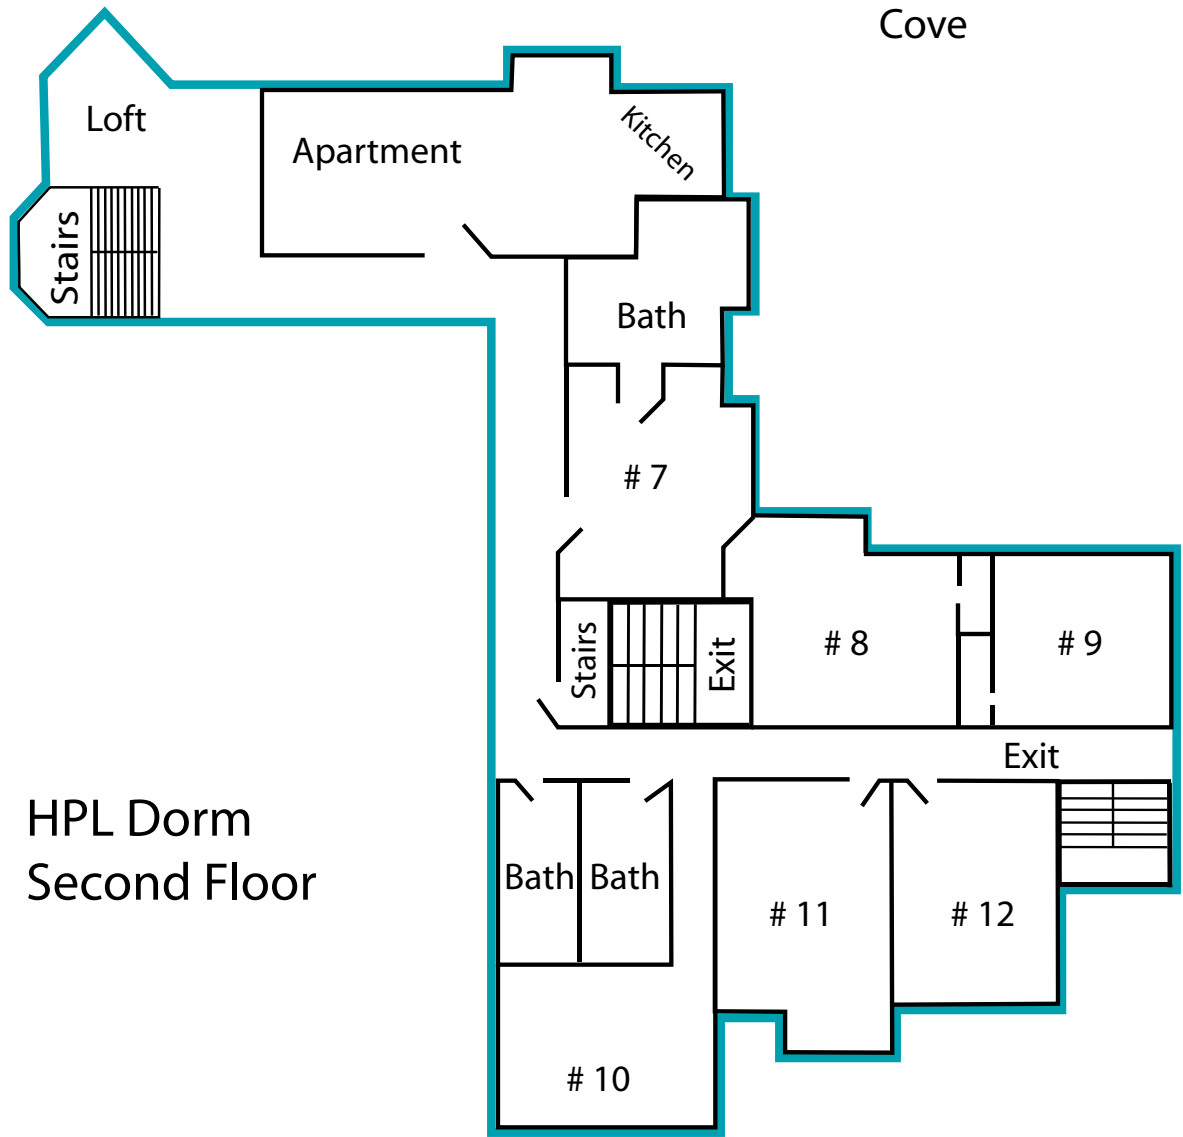 Cove
Loft
Apartment
Kitchen
Stairs
Bath
# 7
Stairs
Exit
# 8
# 9
Exit
HPL Dorm
Second Floor
Bath
Bath
# 11
# 12
# 10